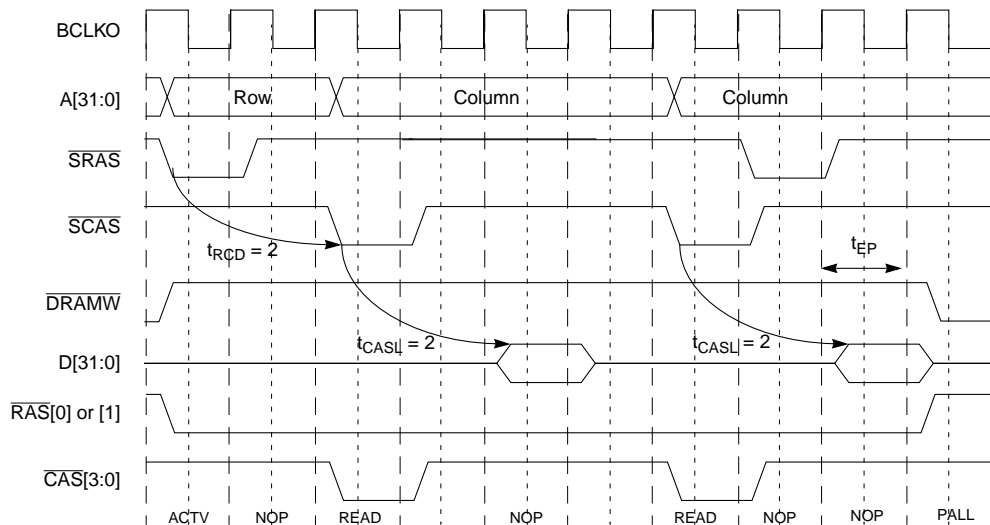 BCLKO
A[31:0] Row Column Column
SRAS
SCAS
tRCD = 2 tEP
DRAMW
tCASL = 2 tCASL = 2
D[31:0]
RAS[0] or [1]
CAS[3:0]
ACTV NOP READ NOP READ NOP NOP PALL